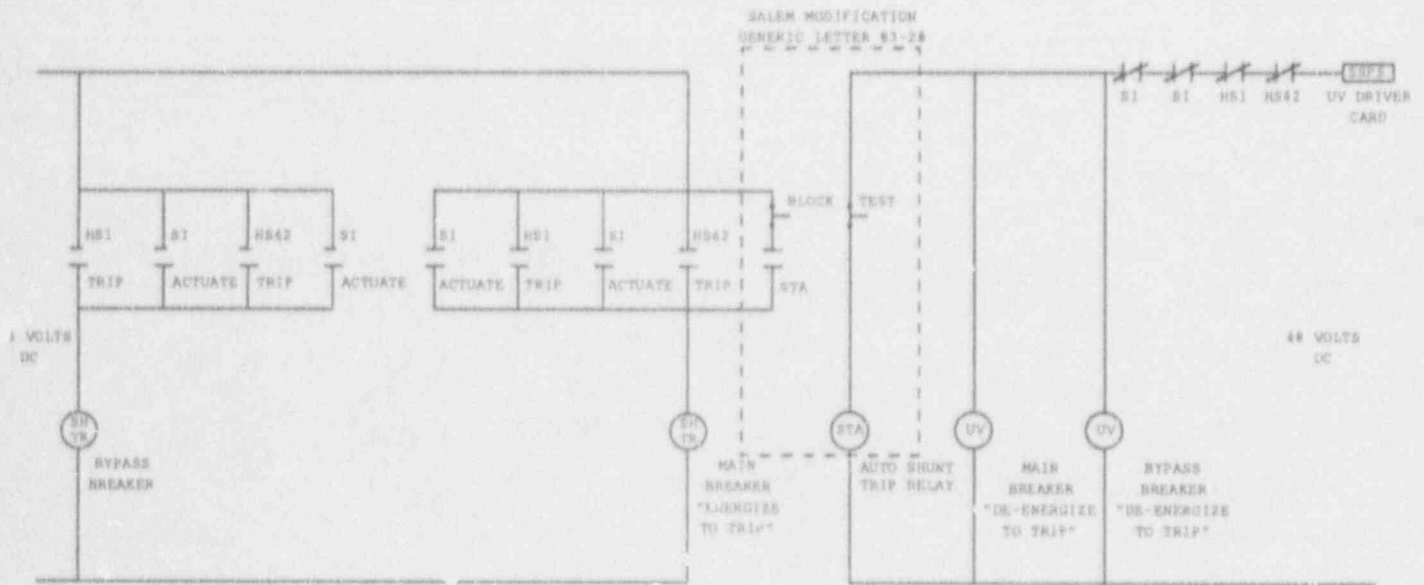 SALEM MODIFICATION
GENERIC LETTER 83-28
SI
SI
HS1
HS42
UV DRIVER
CARD
BLOCK
TEST
HS1
SI
HS42
SI
SI
HS1
SI
HS42
TRIP
ACTUATE
TRIP
ACTUATE
ACTUATE
TRIP
ACTUATE
TRIP
STA
VOLTS
DC
48 VOLTS
DC
SH
TR
SH
TR
STA
UV
UV
BYPASS
BREAKER
MAIN
BREAKER
"ENERGIZE
TO TRIP"
AUTO SHUNT
TRIP RELAY
MAIN
BREAKER
"DE-ENERGIZE
TO TRIP"
BYPASS
BREAKER
"DE-ENERGIZE
TO TRIP"